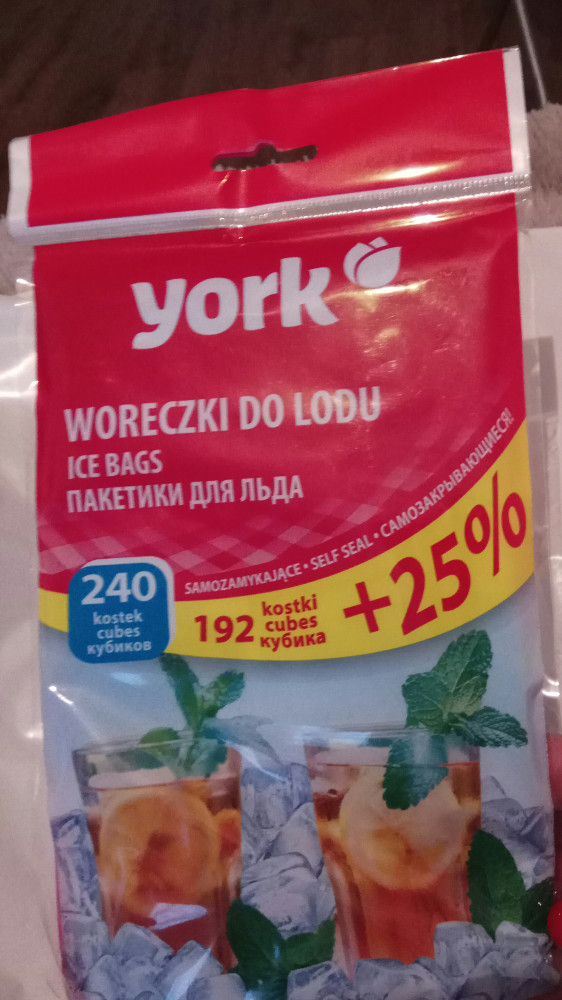 york
WORECZKI DO LODU
ICE BAGS
ПАКЕТИКИ ДЛЯ ЛЬДА
SAMOZAMYKAJĄCE • SELF SEAL • САМОЗАКРЫВАЮЩИЕСЯ!
240
kostek
cubes
кубиков
192
kostki
cubes
кубика
+25%